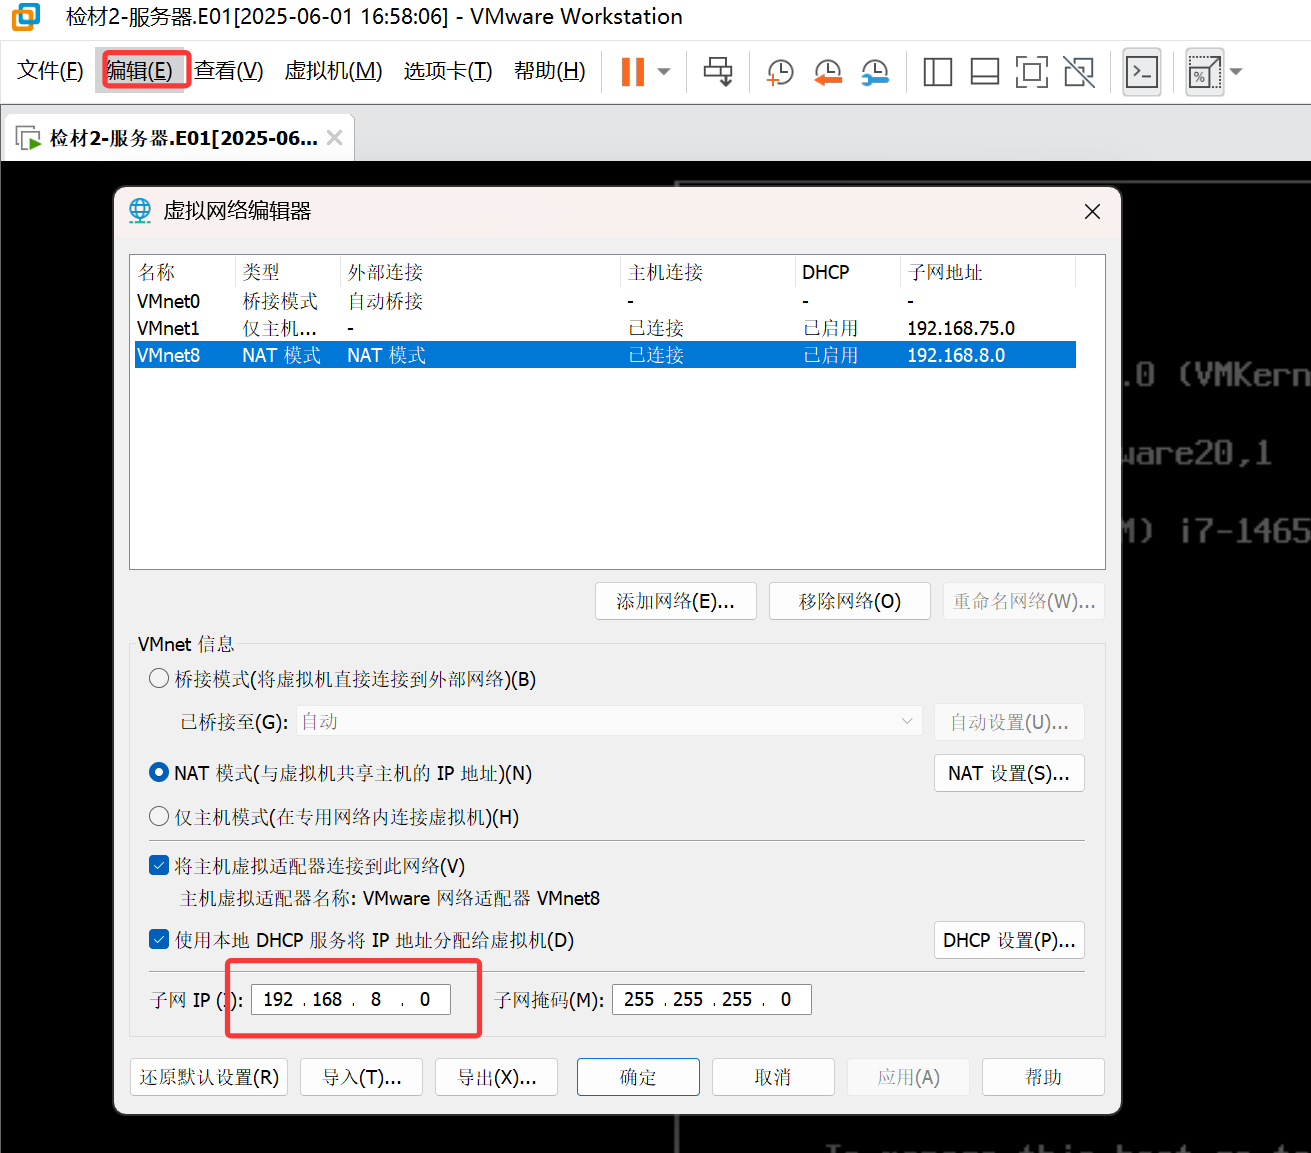 检材2-服务器.E01[2025-06-01 16:58:06] - VMware Workstation
文件(F) 编辑(E) 查看(V) 虚拟机(M) 选项卡(T) 帮助(H)
检材2-服务器.E01[2025-06...
虚拟网络编辑器
名称 类型 外部连接 主机连接 DHCP 子网地址
VMnet0 桥接模式 自动桥接 - - -
VMnet1 仅主机... - 已连接 已启用 192.168.75.0
VMnet8 NAT 模式 NAT 模式 已连接 已启用 192.168.8.0
.0 (VMKern
ware20,1
M) i7-1465
添加网络(E)... 移除网络(O) 重命名网络(W)...
VMnet 信息
桥接模式(将虚拟机直接连接到外部网络)(B)
已桥接至(G): 自动 自动设置(U)...
NAT 模式(与虚拟机共享主机的 IP 地址)(N) NAT 设置(S)...
仅主机模式(在专用网络内连接虚拟机)(H)
将主机虚拟适配器连接到此网络(V)
主机虚拟适配器名称: VMware 网络适配器 VMnet8
使用本地 DHCP 服务将 IP 地址分配给虚拟机(D) DHCP 设置(P)...
子网 IP (I): 192 . 168 . 8 . 0 子网掩码(M): 255 . 255 . 255 . 0
还原默认设置(R) 导入(T)... 导出(X)... 确定 取消 应用(A) 帮助